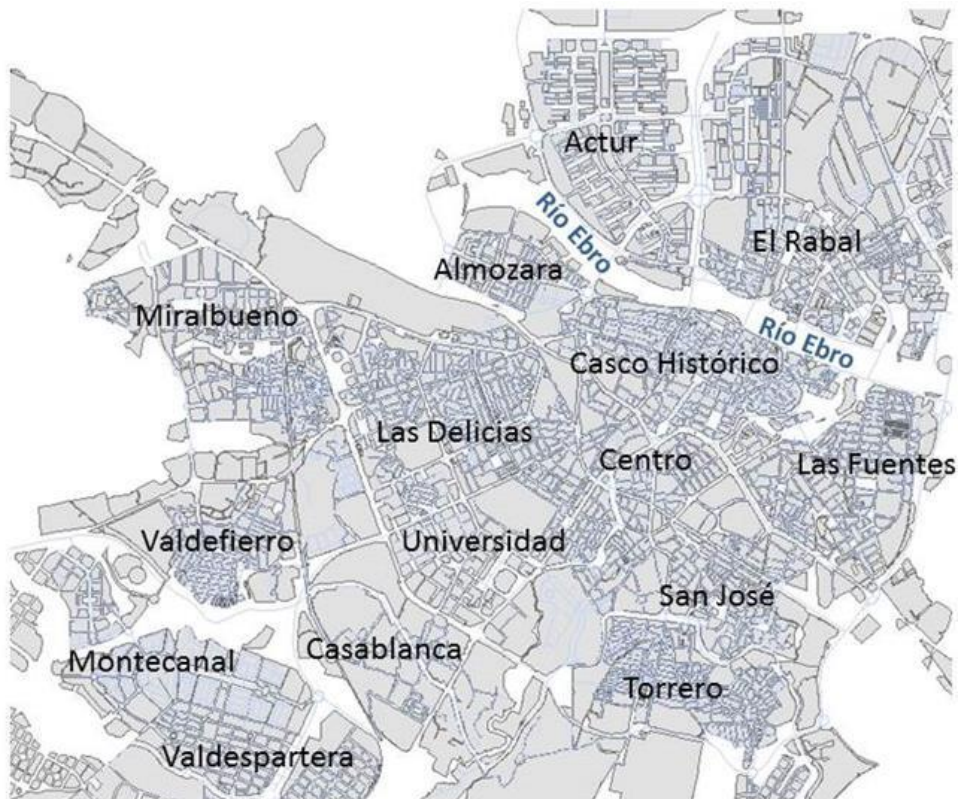 Actur
Río Ebro
El Rabal
Almozara
Miralbueno
Río Ebro
Casco Histórico
Las Delicias
Centro
Las Fuentes
Valdefierro
Universidad
San José
Casablanca
Montecanal
Torrero
Valdespartera